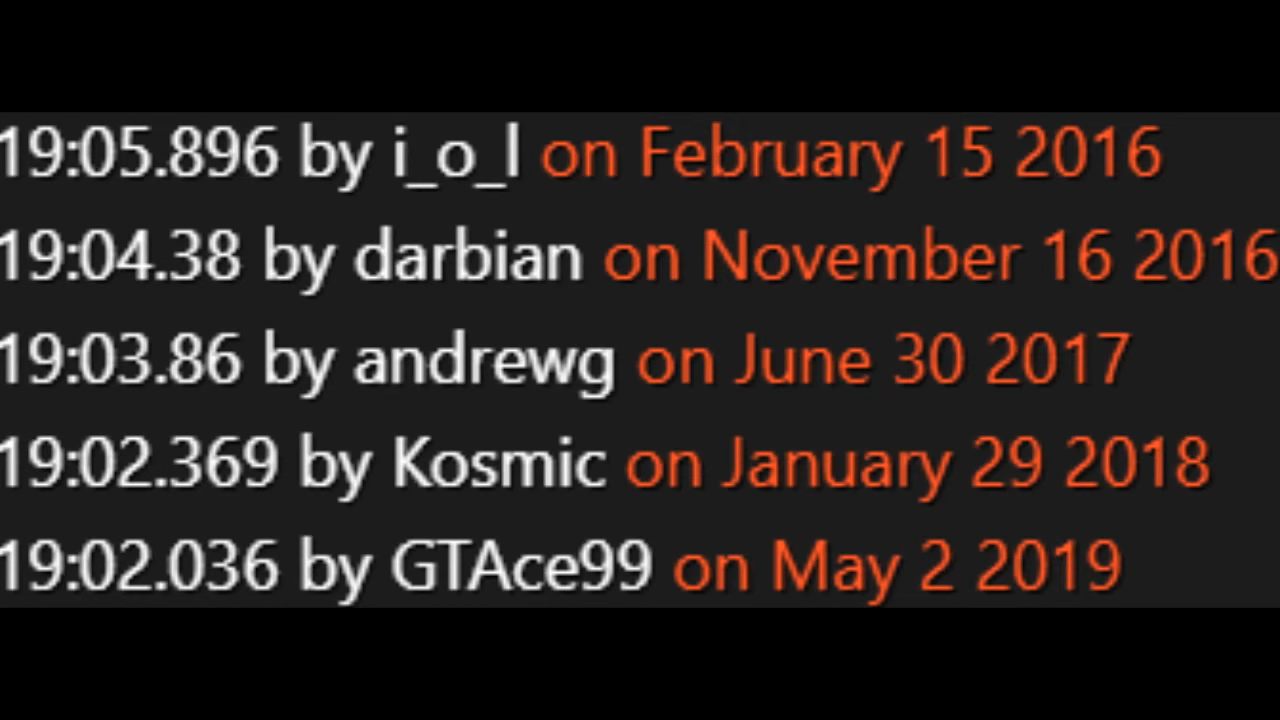 19:05.896 by i_o_l on February 15 2016
19:04.38 by darbian on November 16 2016
19:03.86 by andrewg on June 30 2017
19:02.369 by Kosmic on January 29 2018
19:02.036 by GTAce99 on May 2 2019